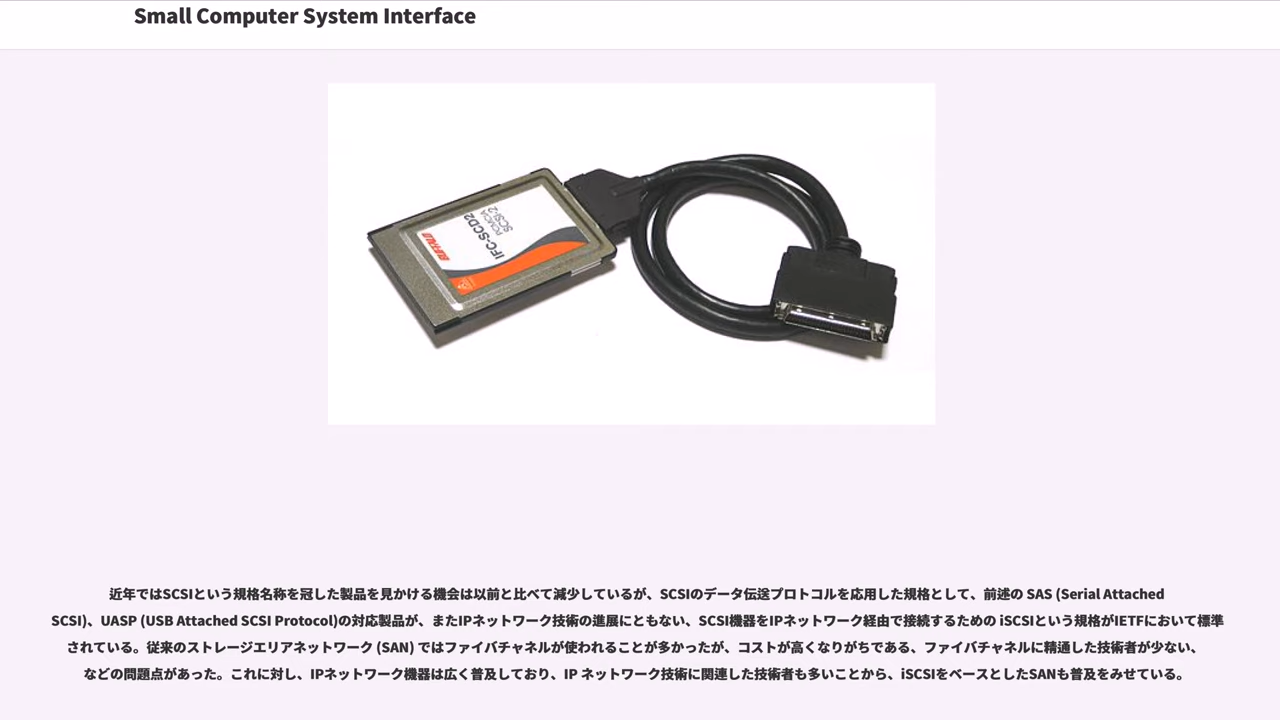 Small Computer System Interface
BUFFALO
IFC-SCD2
PCMCIA
SCSI-2
近年ではSCSIという規格名称を冠した製品を見かける機会は以前と比べて減少しているが、SCSIのデータ伝送プロトコルを応用した規格として、前述の SAS (Serial Attached
SCSI)、UASP (USB Attached SCSI Protocol)の対応製品が、またIPネットワーク技術の進展にともない、SCSI機器をIPネットワーク経由で接続するための iSCSIという規格がIETFにおいて標準
されている。従来のストレージエリアネットワーク (SAN) ではファイバチャネルが使われることが多かったが、コストが高くなりがちである、ファイバチャネルに精通した技術者が少ない、
などの問題点があった。これに対し、IPネットワーク機器は広く普及しており、IP ネットワーク技術に関連した技術者も多いことから、iSCSIをベースとしたSANも普及をみせている。